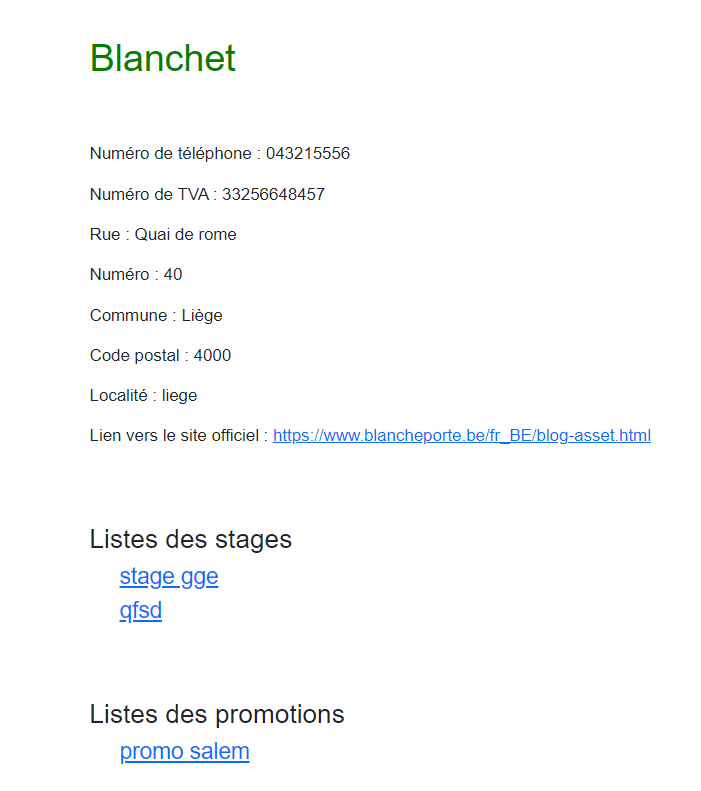 Blanchet
Numéro de téléphone : 043215556
Numéro de TVA : 33256648457
Rue : Quai de rome
Numéro : 40
Commune : Liège
Code postal : 4000
Localité : liege
Lien vers le site officiel : https://www.blancheporte.be/fr_BE/blog-asset.html
Listes des stages
stage gge
qfsd
Listes des promotions
promo salem